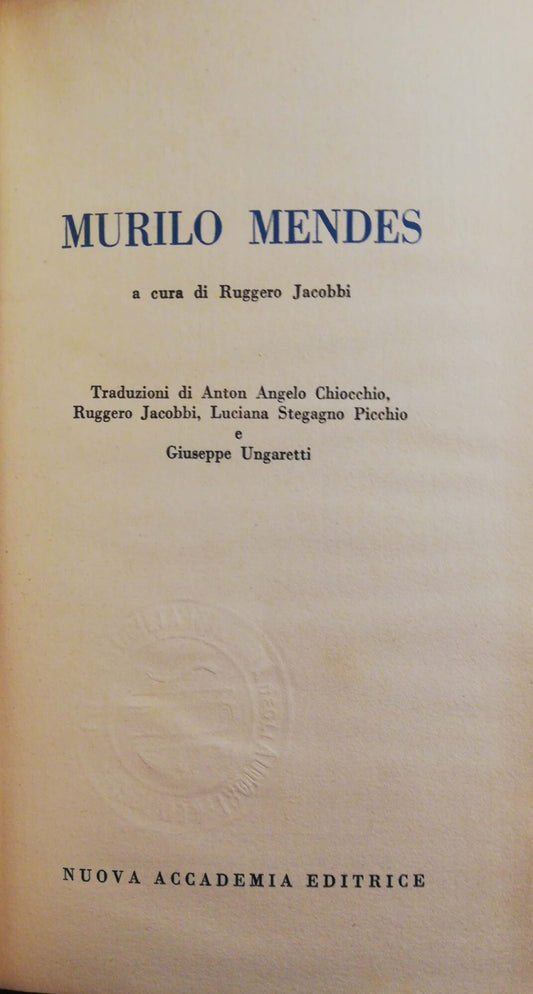 MURILO MENDES
a cura di Ruggero Jacobbi
Traduzioni di Anton Angelo Chiocchio,
Ruggero Jacobbi, Luciana Stegagno Picchio
e
Giuseppe Ungaretti
NUOVA ACCADEMIA EDITRICE